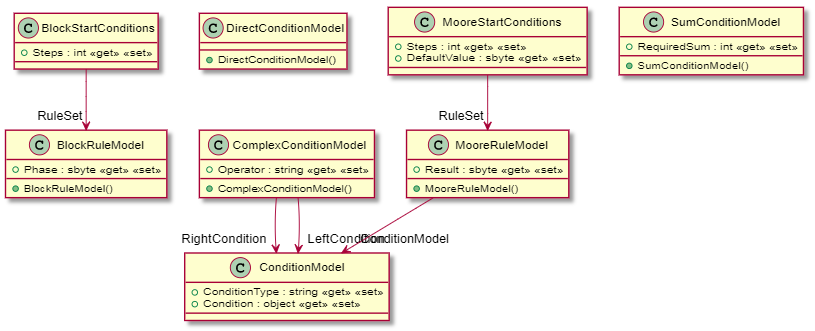 C BlockStartConditions
Steps : int «get» «set»
C DirectConditionModel
DirectConditionModel()
C MooreStartConditions
Steps : int «get» «set»
DefaultValue : sbyte «get» «set»
C SumConditionModel
RequiredSum : int «get» «set»
SumConditionModel()
RuleSet
RuleSet
C BlockRuleModel
Phase : sbyte «get» «set»
BlockRuleModel()
C ComplexConditionModel
Operator : string «get» «set»
ComplexConditionModel()
C MooreRuleModel
Result : sbyte «get» «set»
MooreRuleModel()
RightCondition
LeftCondition
ConditionModel
C ConditionModel
ConditionType : string «get» «set»
Condition : object «get» «set»